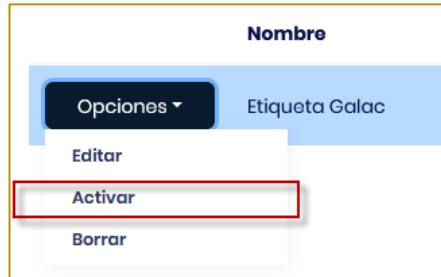 Nombre
Opciones Etiqueta Galac
Editar
Activar
Borrar